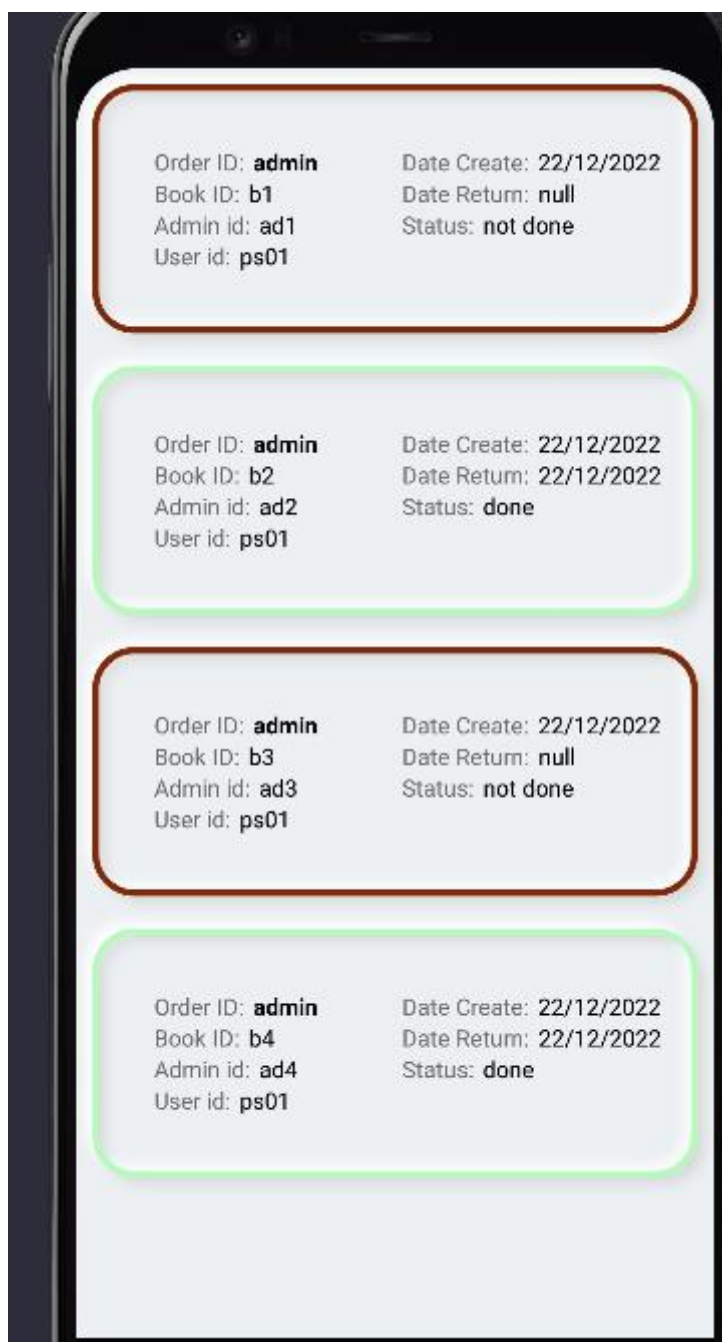 Order ID: admin
Book ID: b1
Admin id: ad1
User id: ps01
Date Create: 22/12/2022
Date Return: null
Status: not done
Order ID: admin
Book ID: b2
Admin id: ad2
User id: ps01
Date Create: 22/12/2022
Date Return: 22/12/2022
Status: done
Order ID: admin
Book ID: b3
Admin id: ad3
User id: ps01
Date Create: 22/12/2022
Date Return: null
Status: not done
Order ID: admin
Book ID: b4
Admin id: ad4
User id: ps01
Date Create: 22/12/2022
Date Return: 22/12/2022
Status: done